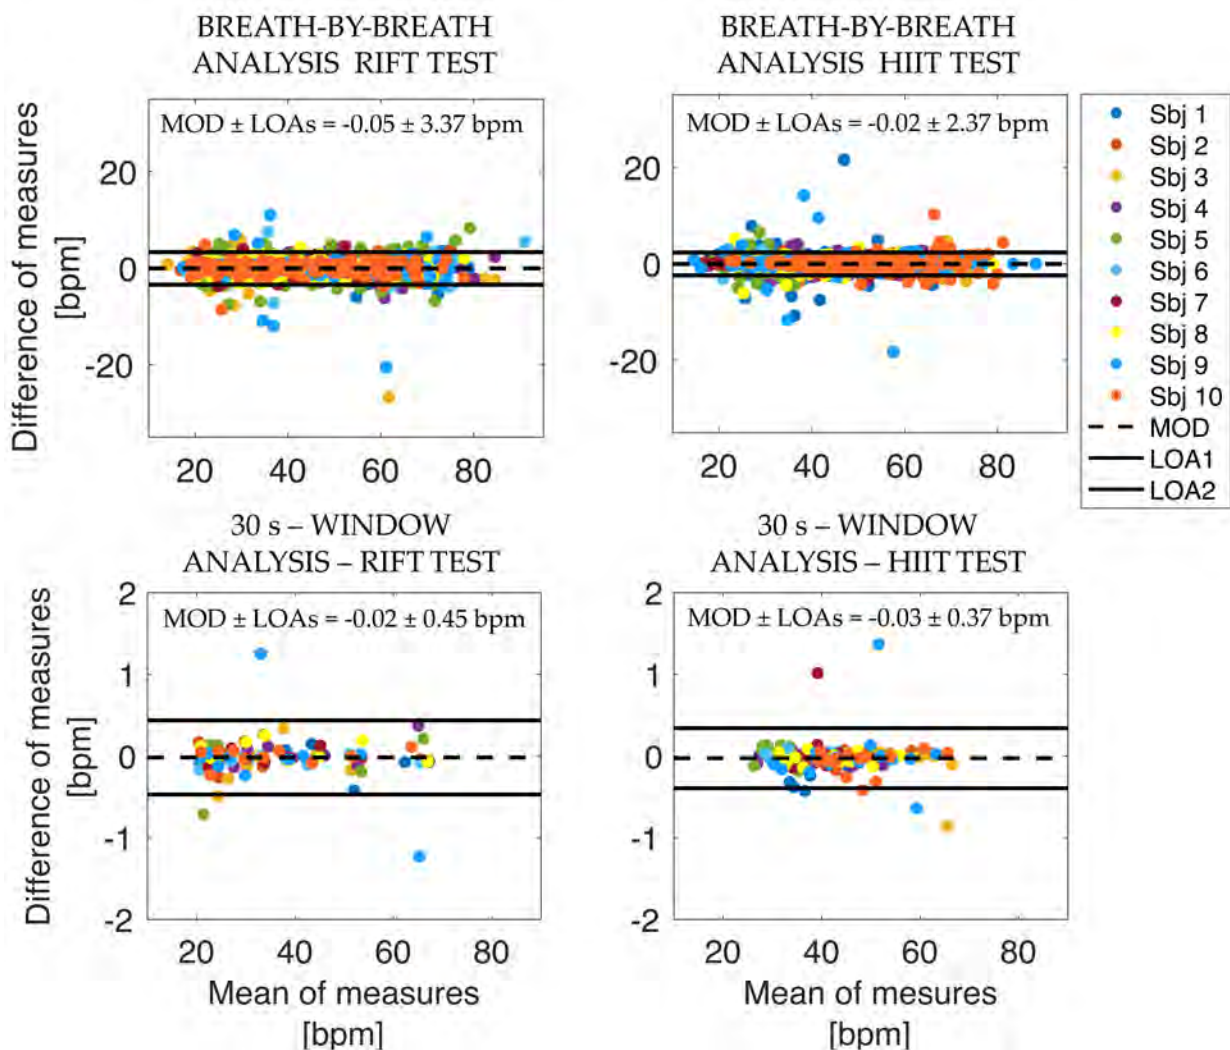 BREATH-BY-BREATH
ANALYSIS RIFT TEST
BREATH-BY-BREATH
ANALYSIS HIIT TEST
Difference of measures
[bpm]
MOD ± LOAs = -0.05 ± 3.37 bpm
20
0
-20
20
40
60
80
MOD ± LOAs = -0.02 ± 2.37 bpm
20
0
-20
20
40
60
80
Sbj 1
Sbj 2
Sbj 3
Sbj 4
Sbj 5
Sbj 6
Sbj 7
Sbj 8
Sbj 9
Sbj 10
MOD
LOA1
LOA2
30 s – WINDOW
ANALYSIS – RIFT TEST
30 s – WINDOW
ANALYSIS – HIIT TEST
Difference of measures
[bpm]
MOD ± LOAs = -0.02 ± 0.45 bpm
2
1
0
-1
-2
20
40
60
80
Mean of measures
[bpm]
MOD ± LOAs = -0.03 ± 0.37 bpm
2
1
0
-1
-2
20
40
60
80
Mean of mesures
[bpm]